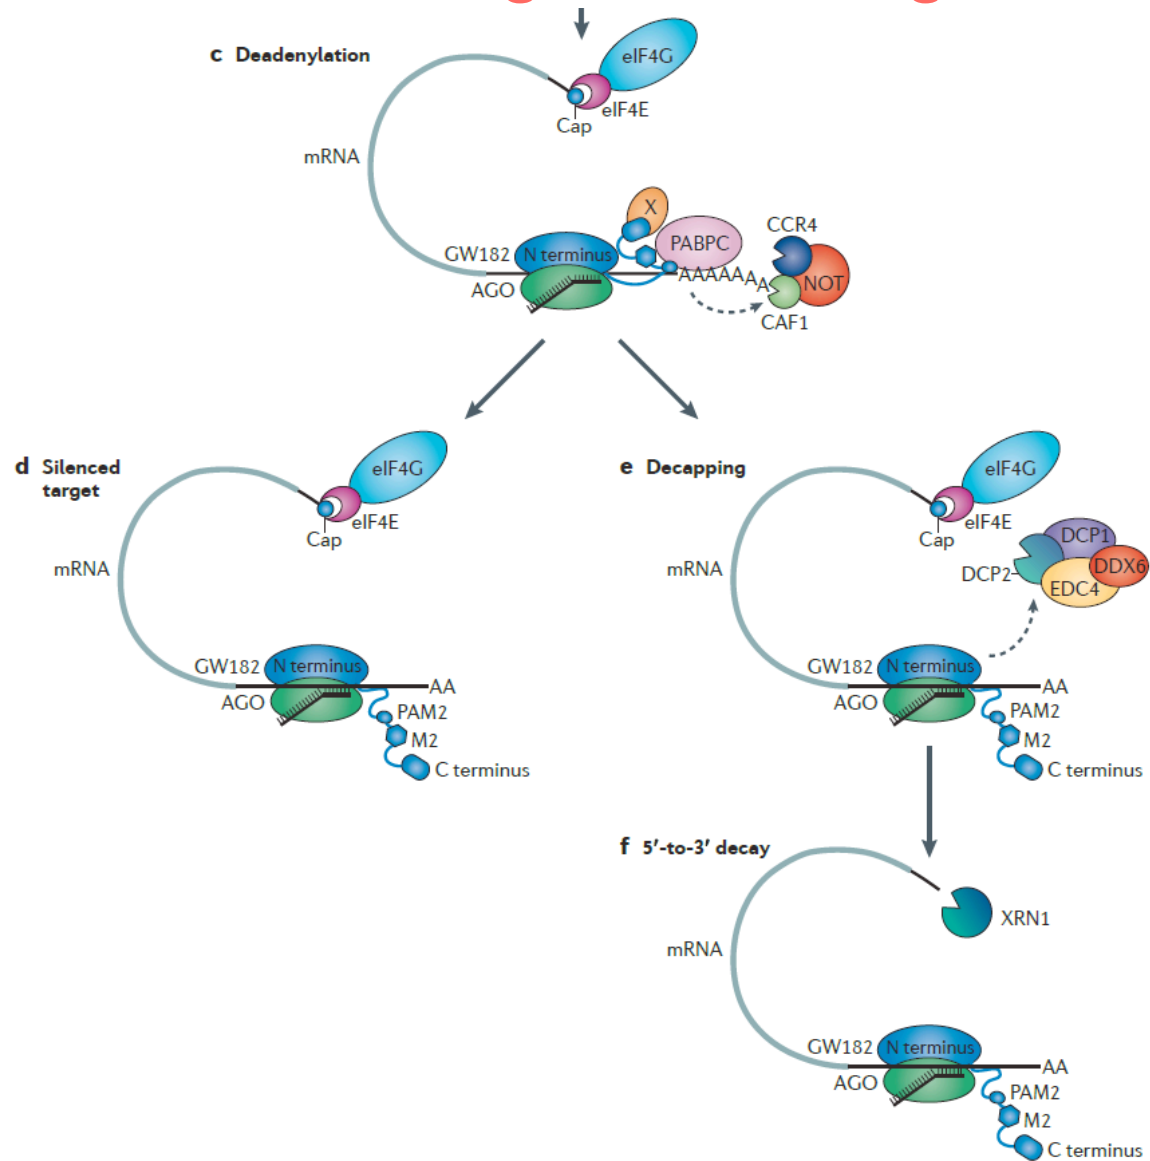 c Deadenylation
eIF4G
eIF4E
Cap
mRNA
X
PABPC
CCR4
GW182
N terminus
AAAAAAA
NOT
AGO
CAF1
d Silenced
target
eIF4G
eIF4E
Cap
mRNA
GW182
N terminus
AA
AGO
PAM2
M2
C terminus
e Decapping
eIF4G
eIF4E
Cap
DCP1
DDX6
DCP2
EDC4
mRNA
GW182
N terminus
AA
AGO
PAM2
M2
C terminus
f 5′-to-3′ decay
XRN1
mRNA
GW182
N terminus
AA
AGO
PAM2
M2
C terminus